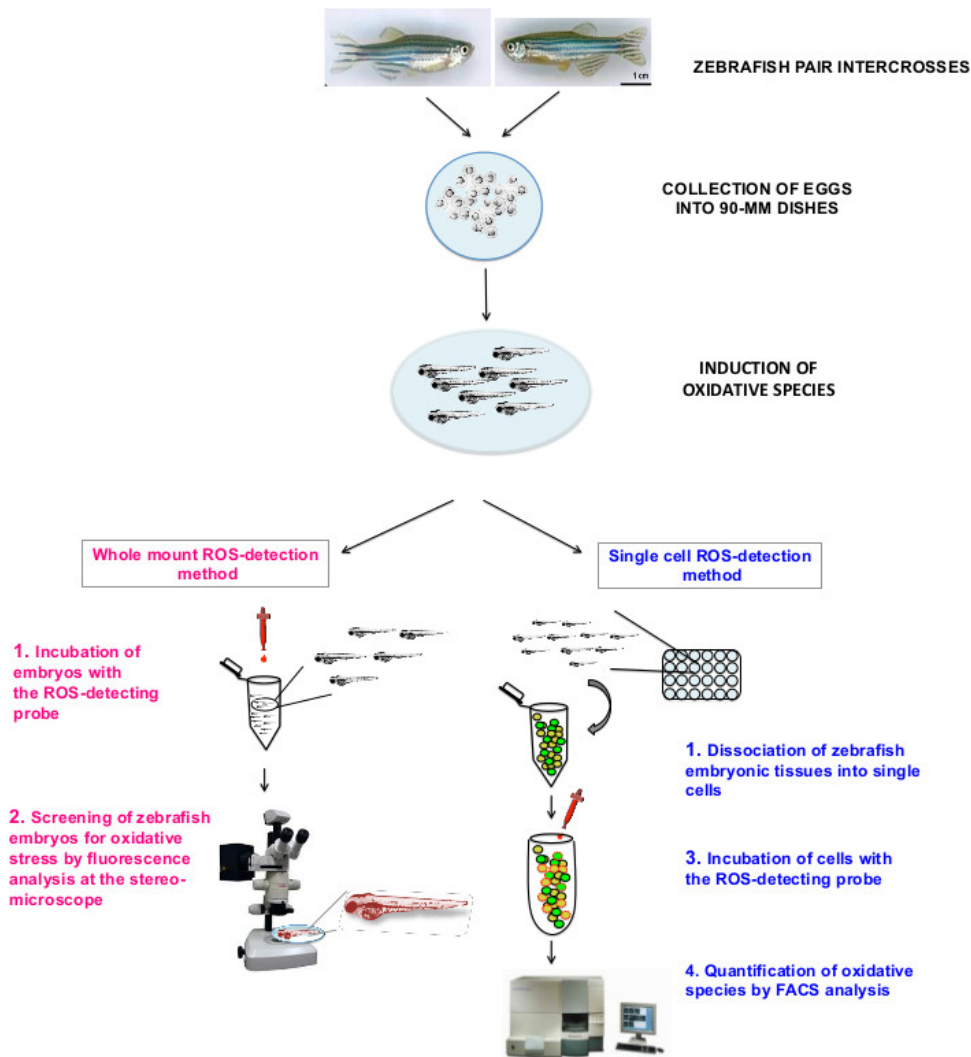 ZEBRAFISH PAIR INTERCROSSES
1 cm
COLLECTION OF EGGS
INTO 90-MM DISHES
INDUCTION OF
OXIDATIVE SPECIES
Whole mount ROS-detection
method
1. Incubation of
embryos with
the ROS-detecting
probe
2. Screening of zebrafish
embryos for oxidative
stress by fluorescence
analysis at the stereo-
microscope
Single cell ROS-detection
method
1. Dissociation of zebrafish
embryonic tissues into single
cells
3. Incubation of cells with
the ROS-detecting probe
4. Quantification of oxidative
species by FACS analysis